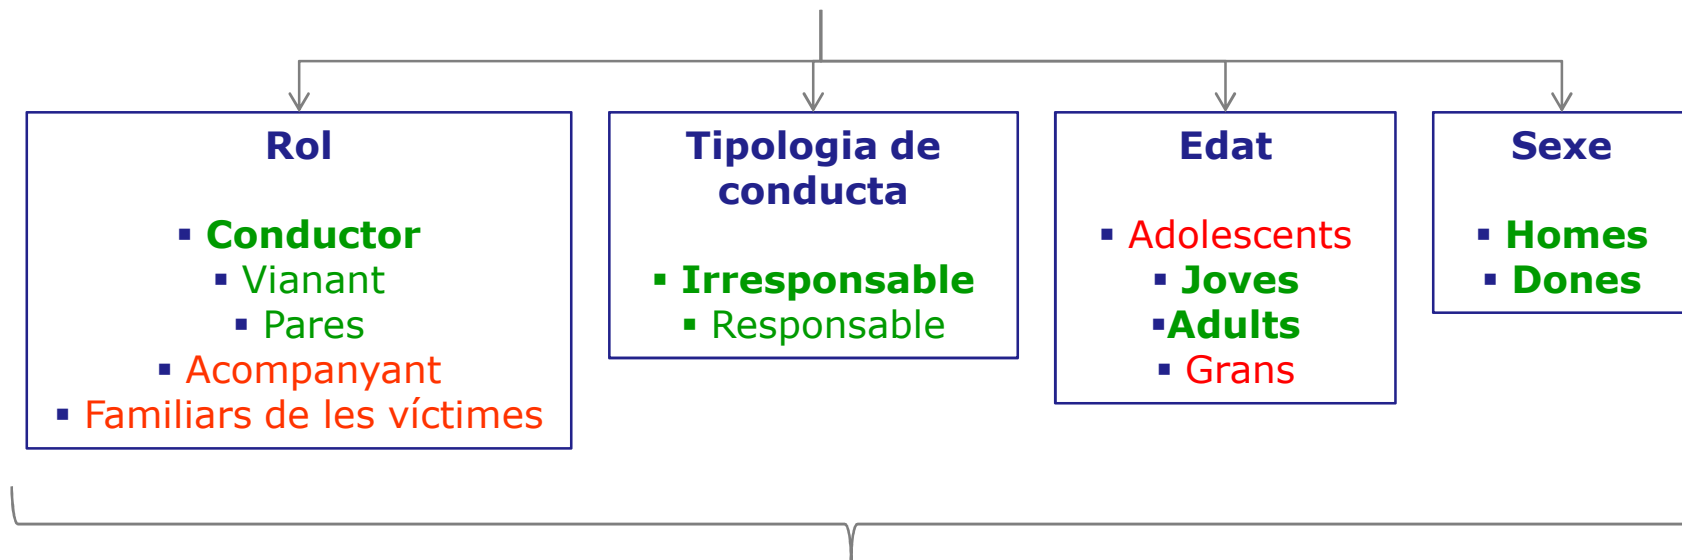 Rol
▪ Conductor
▪ Vianant
▪ Pares
▪ Acompanyant
▪ Familiars de les víctimes
Tipologia de
conducta
▪ Irresponsable
▪ Responsable
Edat
▪ Adolescents
▪ Joves
▪Adults
▪ Grans
Sexe
▪ Homes
▪ Dones